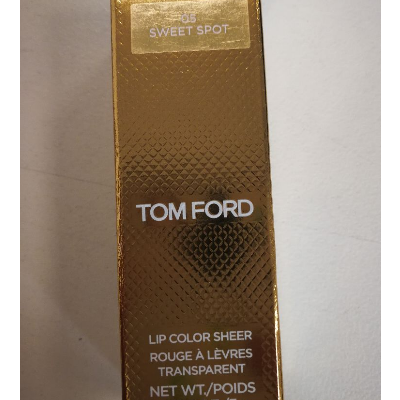 05
SWEET SPOT
TOM FORD
LIP COLOR SHEER
ROUGE À LÈVRES
TRANSPARENT
NET WT./POIDS